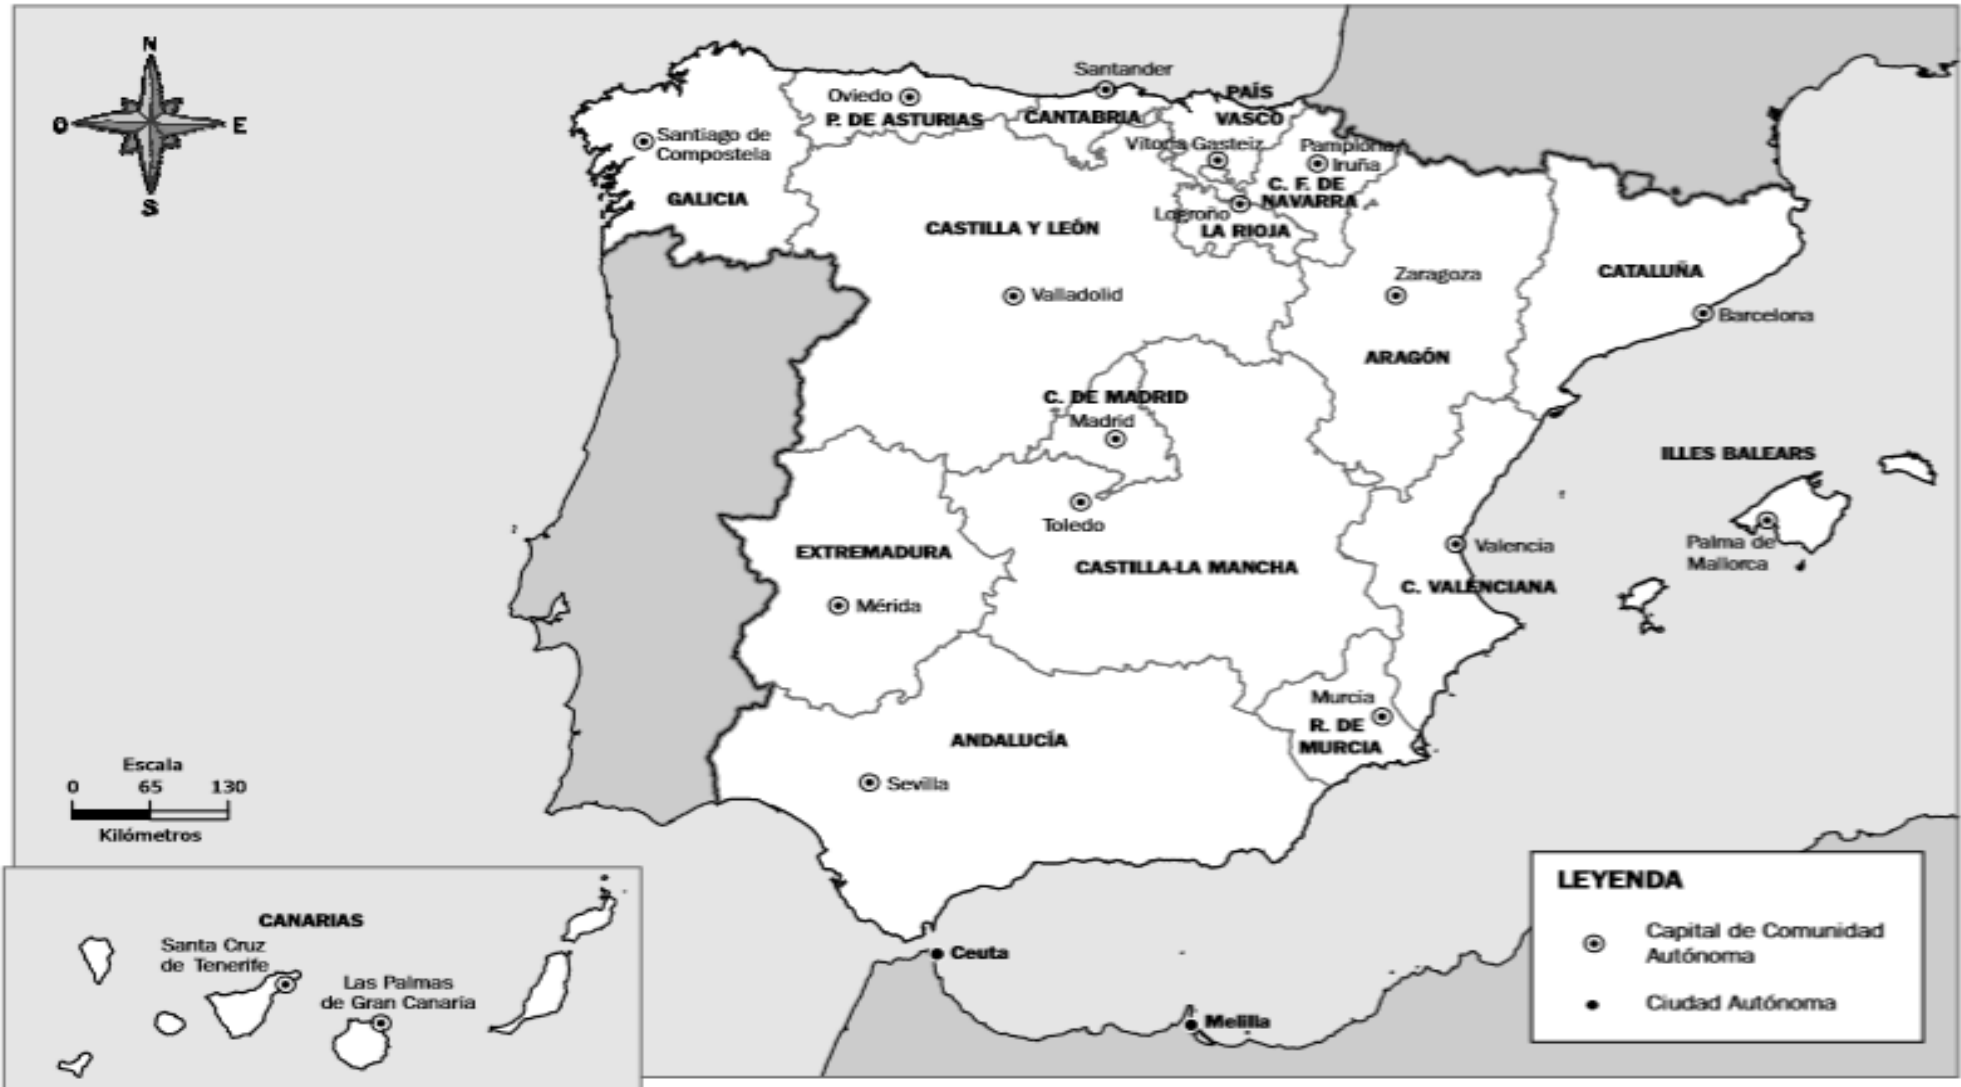 N
O
E
S
Santander
Oviedo
P. DE ASTURIAS
CANTABRIA
PAÍS
VASCO
Santiago de
Compostela
GALICIA
Vitoria Gasteiz
Pamplona
Iruña
C. F. DE
NAVARRA
Logroño
LA RIOJA
CASTILLA Y LEÓN
Valladolid
Zaragoza
ARAGÓN
CATALUÑA
Barcelona
C. DE MADRID
Madrid
Toledo
CASTILLA-LA MANCHA
EXTREMADURA
Mérida
Valencia
C. VALENCIANA
ILLES BALEARS
Palma de
Mallorca
Murcia
R. DE
MURCIA
ANDALUCÍA
Sevilla
Escala
0 65 130
Kilómetros
CANARIAS
Santa Cruz
de Tenerife
Las Palmas
de Gran Canaria
Ceuta
Melilla
LEYENDA
Capital de Comunidad
Autónoma
Ciudad Autónoma